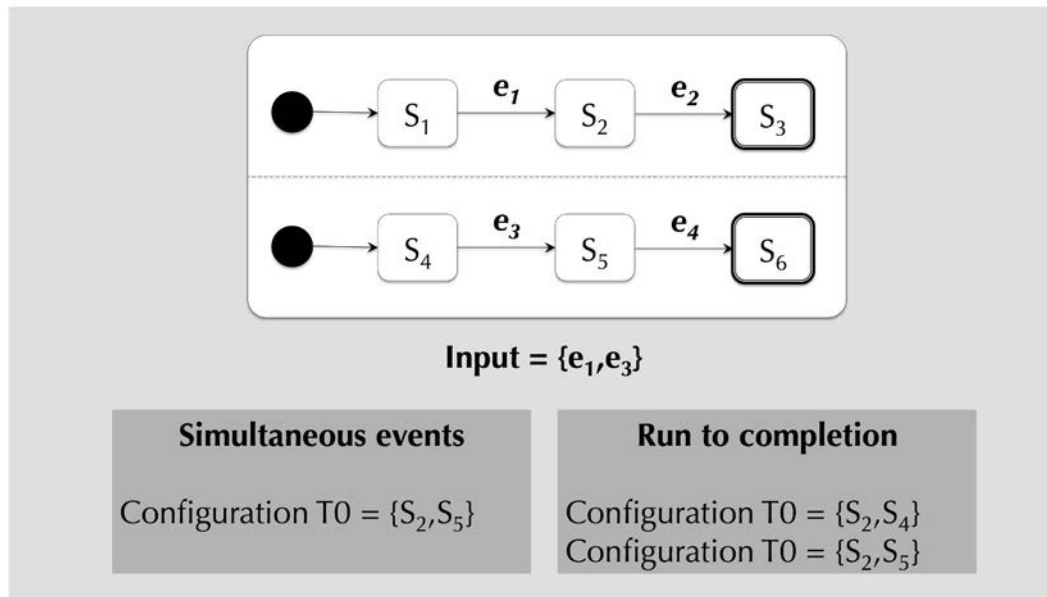 e₁ e₂
S₁ S₂ S₃
e₃ e₄
S₄ S₅ S₆
Input = {e₁,e₃}
Simultaneous events
Configuration T0 = {S₂,S₅}
Run to completion
Configuration T0 = {S₂,S₄}
Configuration T0 = {S₂,S₅}